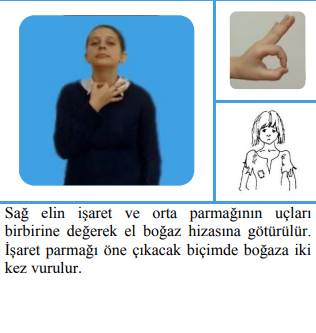 Sağ elin işaret ve orta parmağının uçları
birbirine değerek el boğaz hizasına götürülür.
İşaret parmağı öne çıkacak biçimde boğaza iki
kez vurulur.